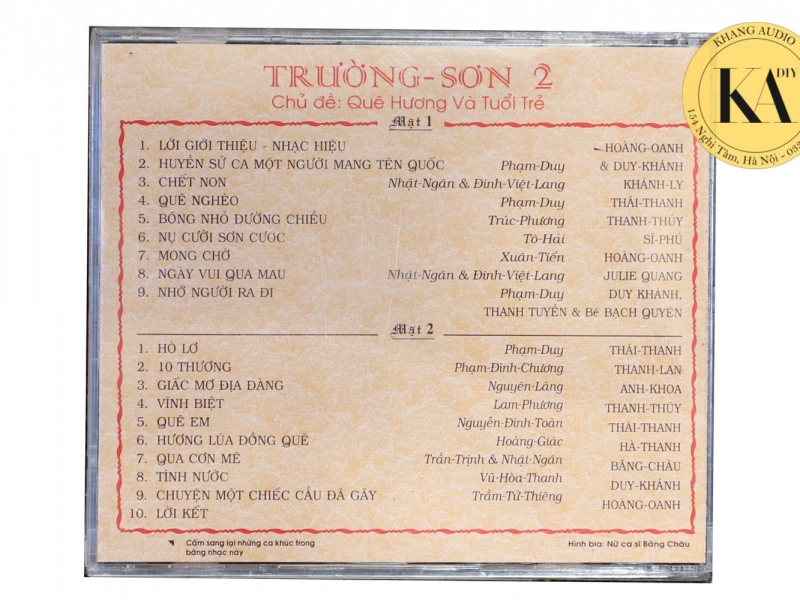 TRƯỜNG-SƠN 2
Chủ đề: Quê Hương Và Tuổi Trẻ
Mặt 1
1. LỜI GIỚI THIỆU - NHẠC HIỆU HOÀNG-OANH
2. HUYỀN SỬ CA MỘT NGƯỜI MANG TÊN QUỐC Phạm-Duy & DUY-KHÁNH
3. CHẾT NON Nhật-Ngân & Đinh-Việt-Lang KHÁNH-LY
4. QUÊ NGHÈO Phạm-Duy THÁI-THANH
5. BÓNG NHỎ ĐƯỜNG CHIỀU Trúc-Phương THANH-THÚY
6. NỤ CƯỜI SƠN CƯỚC Tô-Hải SĨ-PHÚ
7. MONG CHỜ Xuân-Tiến HOÀNG-OANH
8. NGÀY VUI QUA MAU Nhật-Ngân & Đinh-Việt-Lang JULIE QUANG
9. NHỚ NGƯỜI RA ĐI Phạm-Duy DUY KHÁNH,
THANH TUYỀN & Bé BẠCH QUYÊN
Mặt 2
1. HÒ LƠ Phạm-Duy THÁI-THANH
2. 10 THƯƠNG Phạm-Đình-Chương THANH-LAN
3. GIẤC MƠ ĐỊA ĐÀNG Nguyên-Lãng ANH-KHOA
4. VĨNH BIỆT Lam-Phương THANH-THÚY
5. QUÊ EM Nguyễn-Đình-Toàn THÁI-THANH
6. HƯƠNG LÚA ĐỒNG QUÊ Hoàng-Giác HÀ-THANH
7. QUA CƠN MÊ Trần-Trịnh & Nhật-Ngân BĂNG-CHÂU
8. TÌNH NƯỚC Vũ-Hòa-Thanh DUY-KHÁNH
9. CHUYỆN MỘT CHIẾC CẦU ĐÃ GÃY Trầm-Tử-Thiêng HOÀNG-OANH
10. LỜI KẾT
Cấm sang lại những ca khúc trong
băng nhạc này
Hình bìa: Nữ ca sĩ Băng Châu
KHANG AUDIO
KA DIY
154 Nghi Tàm, Hà Nội -